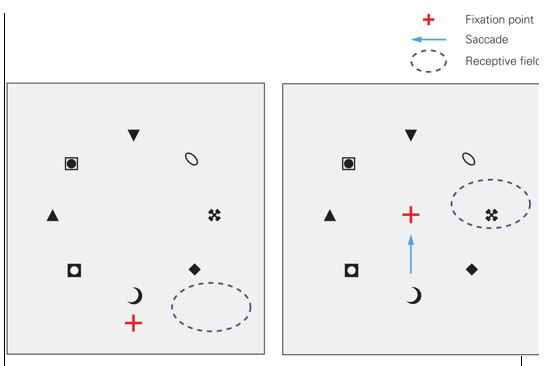 Fixation point
Saccade
Receptive field